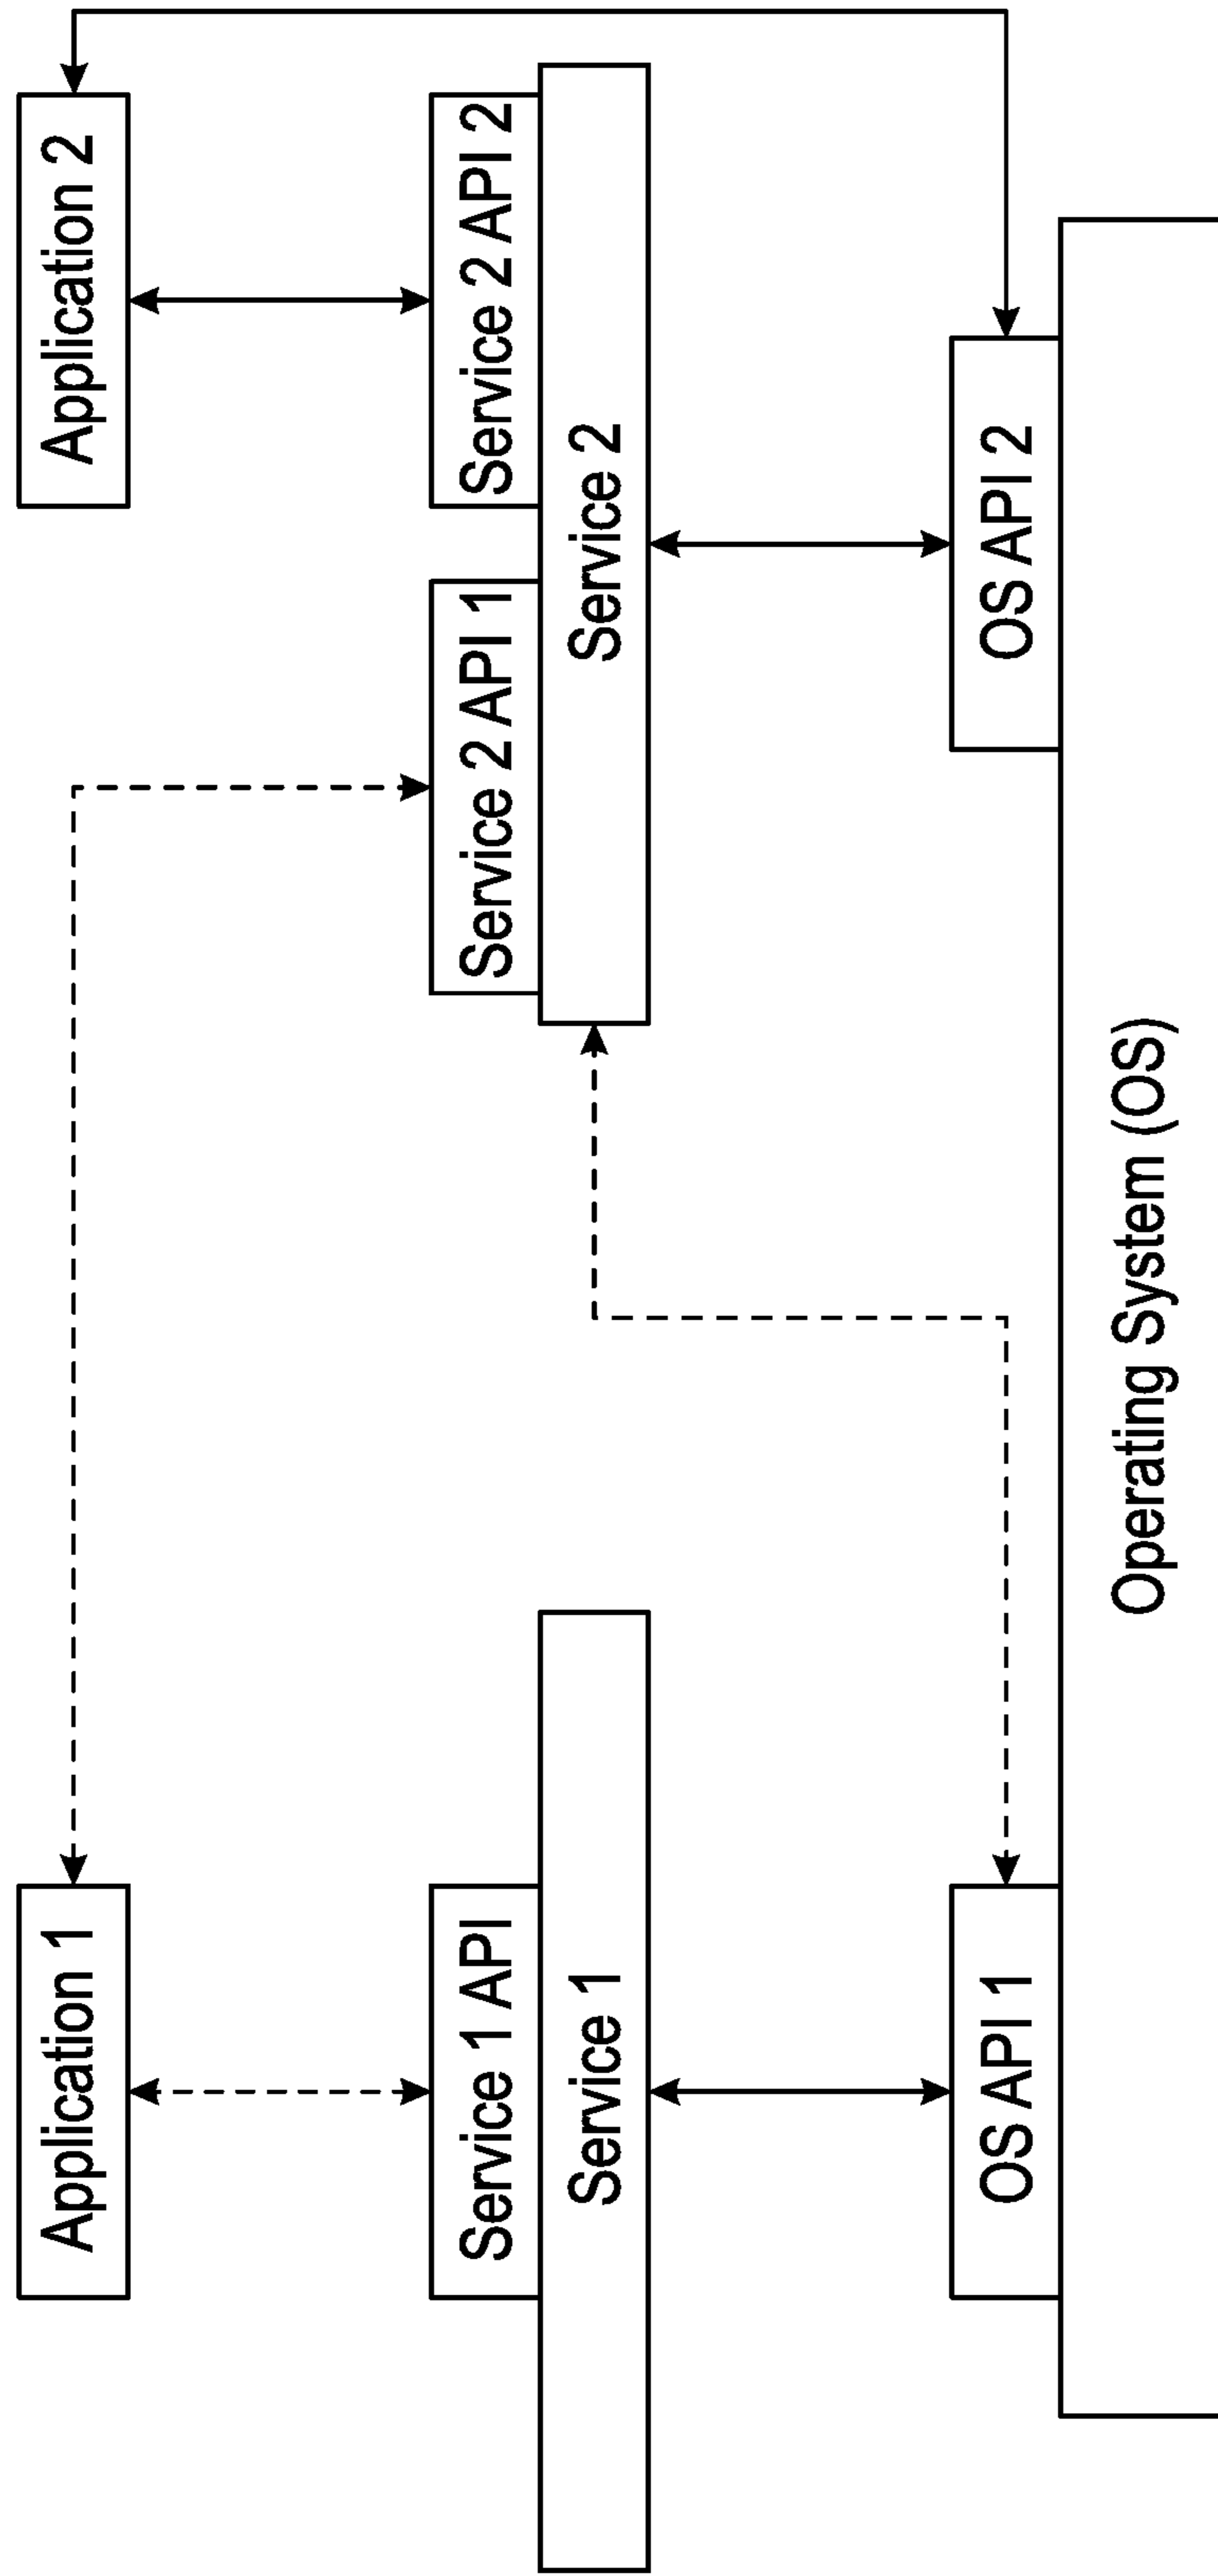 Application 1
Application 2
Service 1 API
Service 2 API 1
Service 2 API 2
Service 1
Service 2
OS API 1
OS API 2
Operating System (OS)